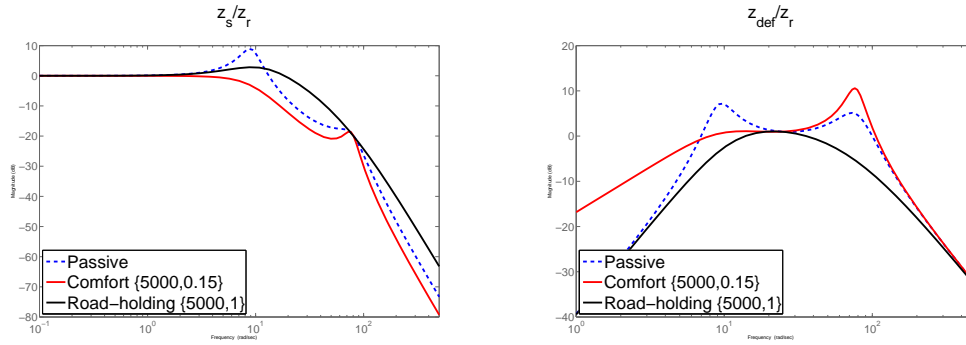 z_s/z_r
10
0
−10
−20
−30
−40
−50
−60
−70
−80
Magnitude (dB)
Passive
Comfort {5000,0.15}
Road−holding {5000,1}
10^−1
10^0
10^1
10^2
Frequency (rad/sec)
z_def/z_r
20
10
0
−10
−20
−30
−40
Magnitude (dB)
Passive
Comfort {5000,0.15}
Road−holding {5000,1}
10^0
10^1
10^2
Frequency (rad/sec)